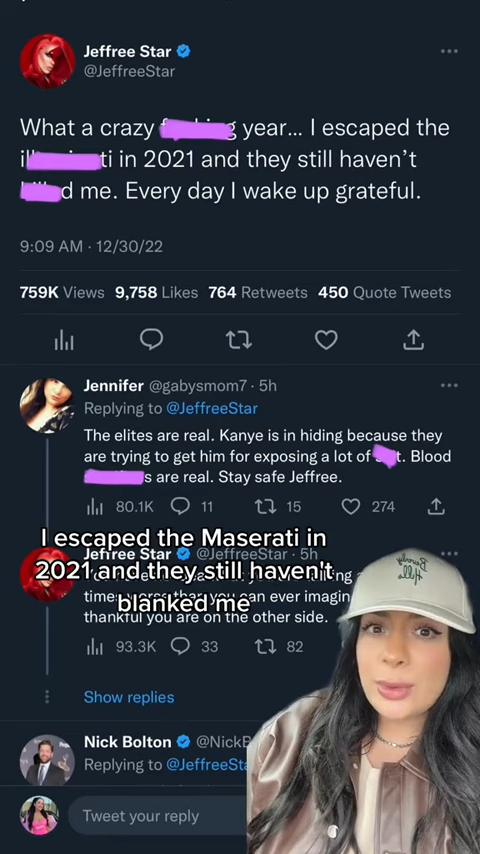 Jeffree Star
@JeffreeStar
What a crazy f g year... I escaped the
il ti in 2021 and they still haven't
d me. Every day I wake up grateful.
9:09 AM · 12/30/22
759K Views 9,758 Likes 764 Retweets 450 Quote Tweets
Jennifer @gabysmom7 · 5h
Replying to @JeffreeStar
The elites are real. Kanye is in hiding because they
are trying to get him for exposing a lot of t. Blood
s are real. Stay safe Jeffree.
80.1K 11 15 274
I escaped the Maserati in
Jeffree Star @JeffreeStar · 5h
2021 and they still haven't
blanked me
can ever imagin
thankful you are on the other side.
93.3K 33 82
Show replies
Nick Bolton @NickB
Replying to @JeffreeSta
Tweet your reply
Beverly
Hills